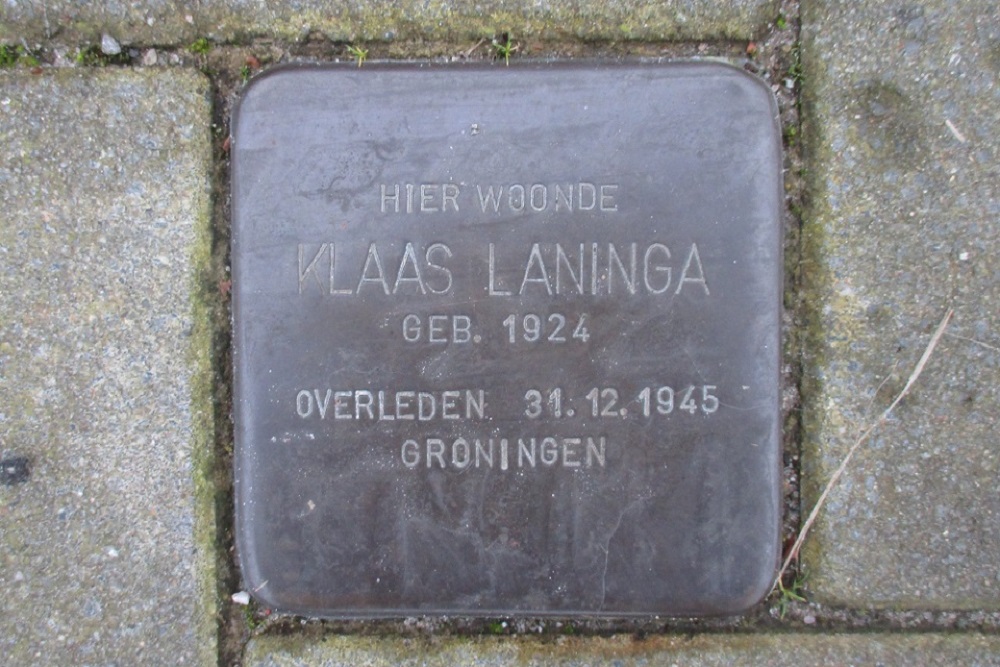 HIER WOONDE
KLAAS LANINGA
GEB. 1924
OVERLEDEN 31.12.1945
GRONINGEN